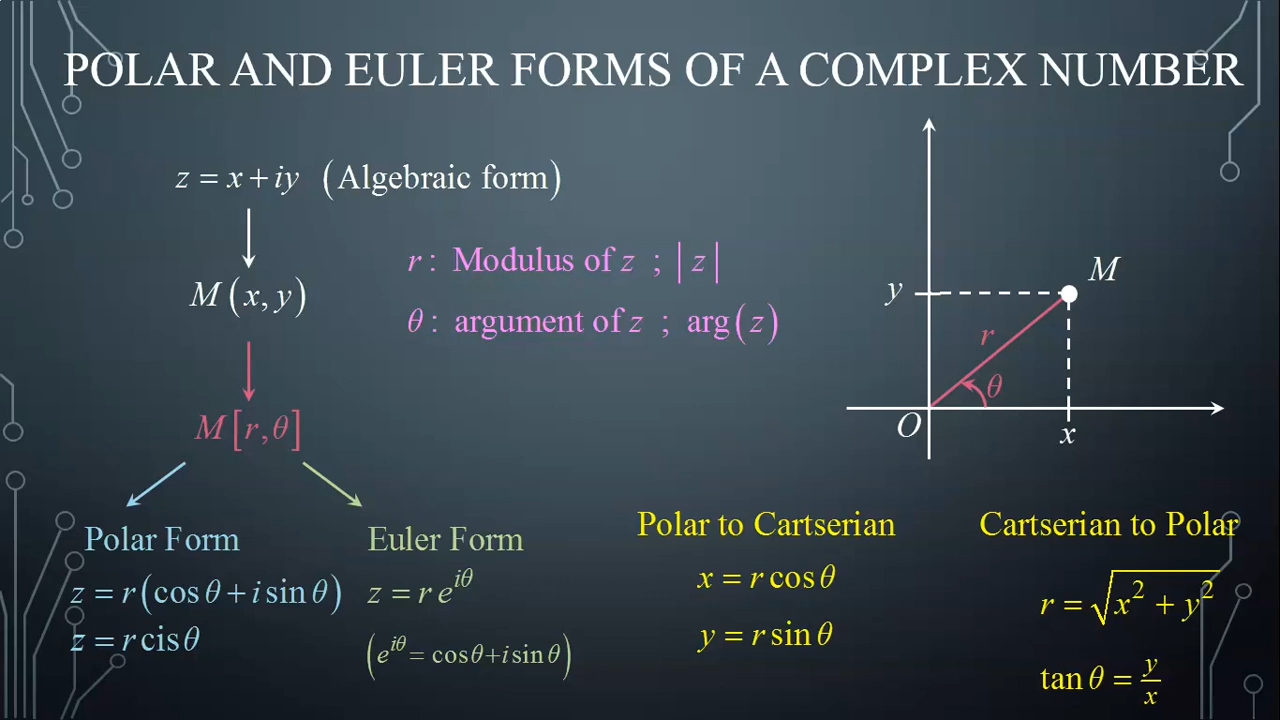 POLAR AND EULER FORMS OF A COMPLEX NUMBER
z = x + iy (Algebraic form)
M(x, y)
M[r, θ]
r : Modulus of z ; |z|
θ : argument of z ; arg(z)
M
y
r
θ
O
x
Polar Form
z = r(cos θ + i sin θ)
z = r cis θ
Euler Form
z = r e^{iθ}
(e^{iθ} = cosθ + i sin θ)
Polar to Cartserian
x = r cos θ
y = r sin θ
Cartserian to Polar
r = √(x² + y²)
tan θ = y/x